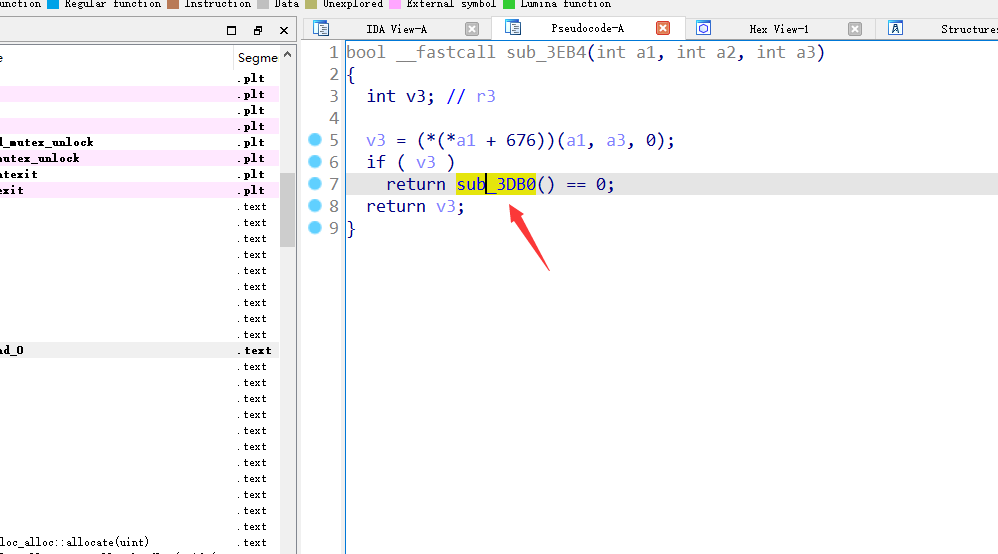 unction Regular function Instruction Data Unexplored External symbol Lumina function
IDA View-A Pseudocode-A Hex View-1 Structures
e Segme
.plt
.plt
.plt
.plt
d_mutex_unlock .plt
mutex_unlock .plt
atexit .plt
exit .plt
.text
.text
.text
.text
.text
.text
.text
.text
.text
ad_0 .text
.text
.text
.text
.text
.text
.text
.text
.text
.text
.text
.text
loc_alloc::allocate(uint) .text
1 bool __fastcall sub_3EB4(int a1, int a2, int a3)
2 {
3 int v3; // r3
4
5 v3 = (*(*a1 + 676))(a1, a3, 0);
6 if ( v3 )
7 return sub_3DB0() == 0;
8 return v3;
9 }